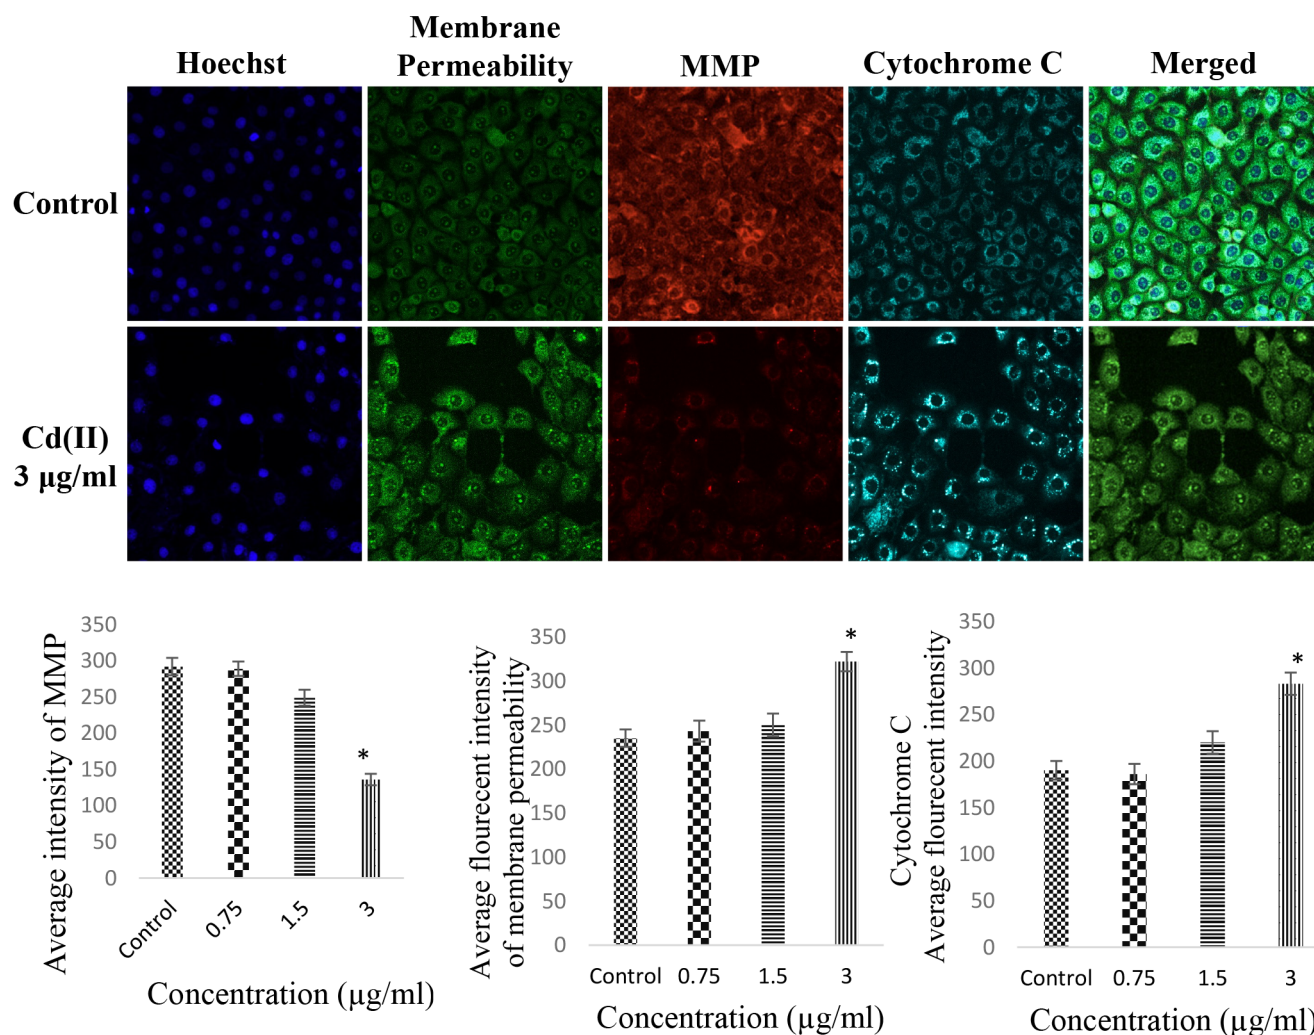 Hoechst
Membrane
Permeability
MMP
Cytochrome C
Merged
Control
Cd(II)
3 µg/ml
Average intensity of MMP
350
300
250
200
150
100
50
0
*
Control
0.75
1.5
3
Concentration (µg/ml)
Average flourecent intensity
of membrane permeability
350
300
250
200
150
100
50
0
*
Control
0.75
1.5
3
Concentration (µg/ml)
Cytochrome C
Average flourecent intensity
350
300
250
200
150
100
50
0
*
Control
0.75
1.5
3
Concentration (µg/ml)